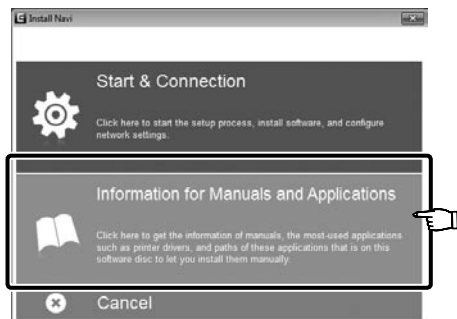 Install Navi
Start & Connection
Click here to start the setup process, install software, and configure
network settings.
Information for Manuals and Applications
Click here to get the information of manuals, the most-used applications
such as printer drivers, and paths of these applications that is on this
software disc to let you install them manually.
Cancel